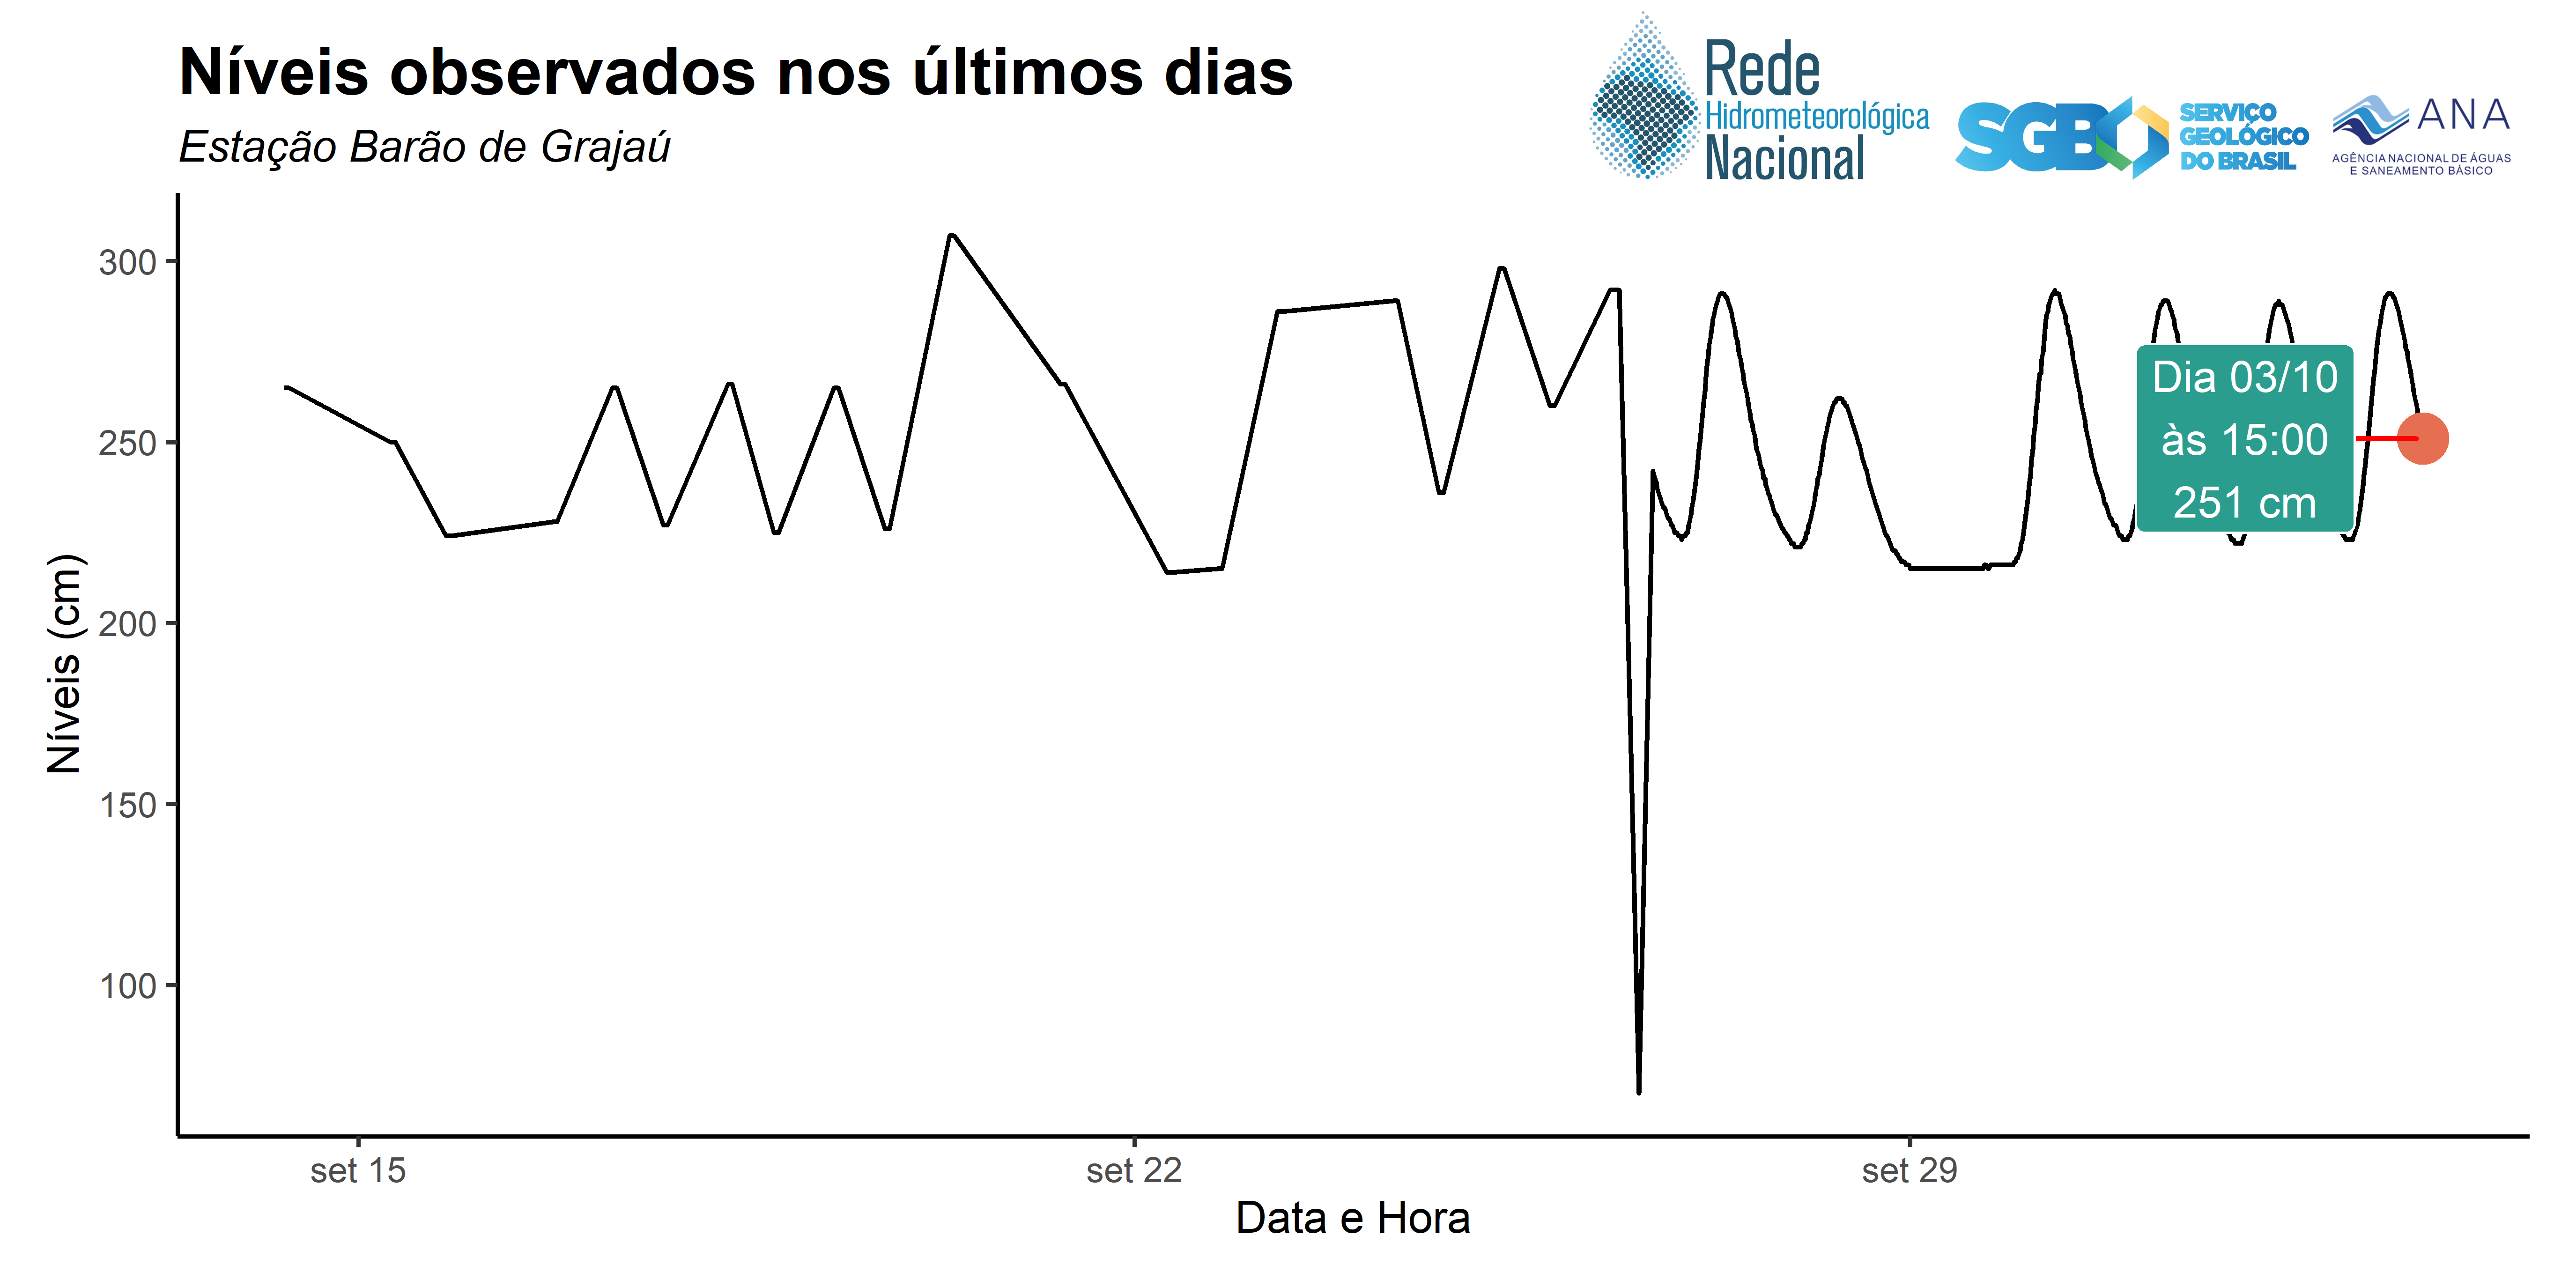 Níveis observados nos últimos dias
Estação Barão de Grajaú
Rede
Hidrometeorológica
Nacional
SGB
SERVIÇO
GEOLÓGICO
DO BRASIL
ANA
AGÊNCIA NACIONAL DE ÁGUAS
E SANEAMENTO BÁSICO
Níveis (cm)
300
250
200
150
100
Dia 03/10
às 15:00
251 cm
set 15
set 22
set 29
Data e Hora